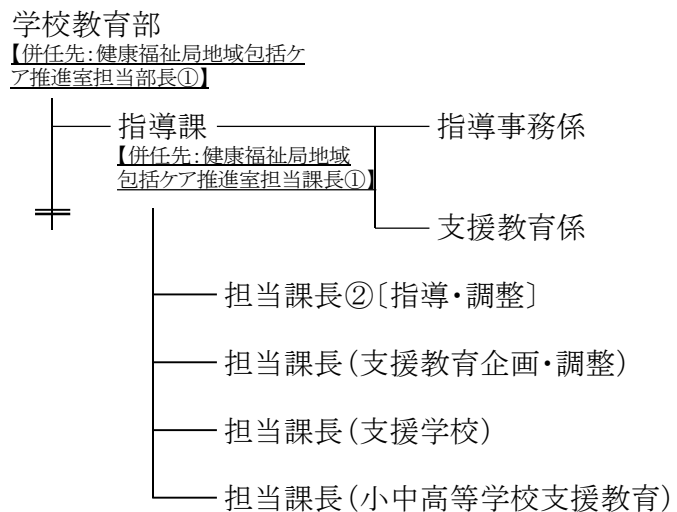 学校教育部
【併任先：健康福祉局地域包括ケ
ア推進室担当部長①】
指導課
指導事務係
【併任先：健康福祉局地域
包括ケア推進室担当課長①】
支援教育係
担当課長②〔指導・調整〕
担当課長（支援教育企画・調整）
担当課長（支援学校）
担当課長（小中高等学校支援教育）